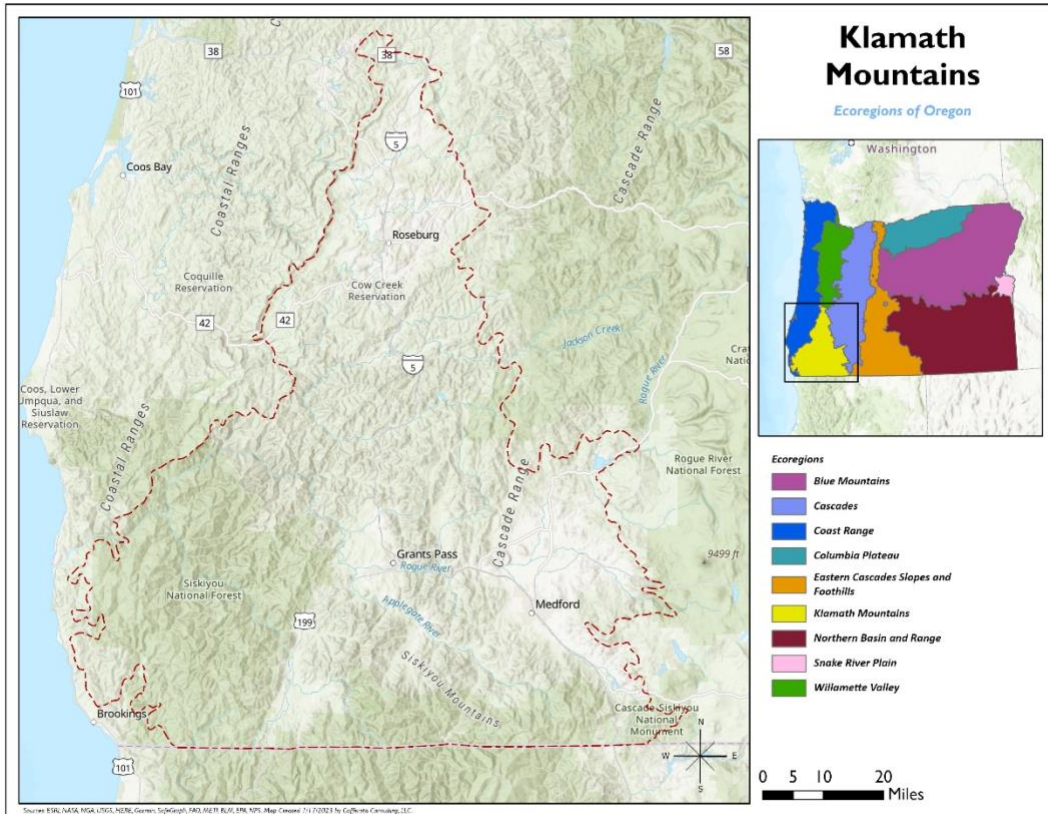 Klamath
Mountains
Ecoregions of Oregon
38
38
58
101
5
Coos Bay
Coastal Ranges
Cascade Range
Roseburg
Coquille
Reservation
Cow Creek
Reservation
42
42
5
Jackson Creek
Rogue River
Coos, Lower
Umpqua, and
Siuslaw
Reservation
Coastal Ranges
Cascade Range
Rogue River
National Forest
Grants Pass
Rogue River
9499 ft
Siskiyou
National Forest
Applegate River
Medford
199
Siskiyou Mountains
Brookings
Cascade Siskiyou
National
Monument
101
N
W
E
S
Washington
Ecoregions
Blue Mountains
Cascades
Coast Range
Columbia Plateau
Eastern Cascades Slopes and
Foothills
Klamath Mountains
Northern Basin and Range
Snake River Plain
Willamette Valley
0 5 10 20
Miles